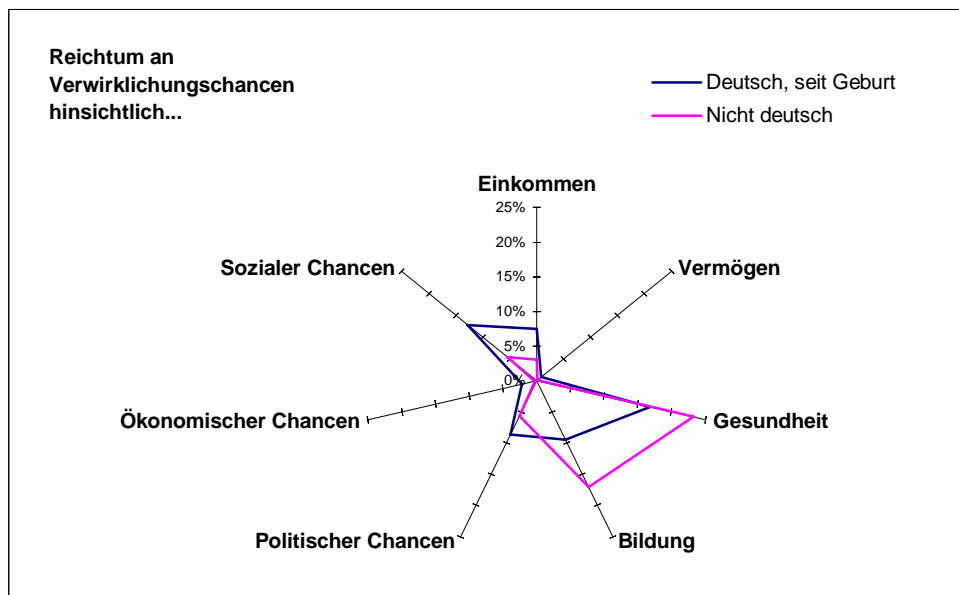 Reichtum an
Verwirklichungschancen
hinsichtlich...
Deutsch, seit Geburt
Nicht deutsch
Einkommen
25%
20%
15%
10%
5%
0%
Sozialer Chancen
Vermögen
Ökonomischer Chancen
Gesundheit
Politischer Chancen
Bildung